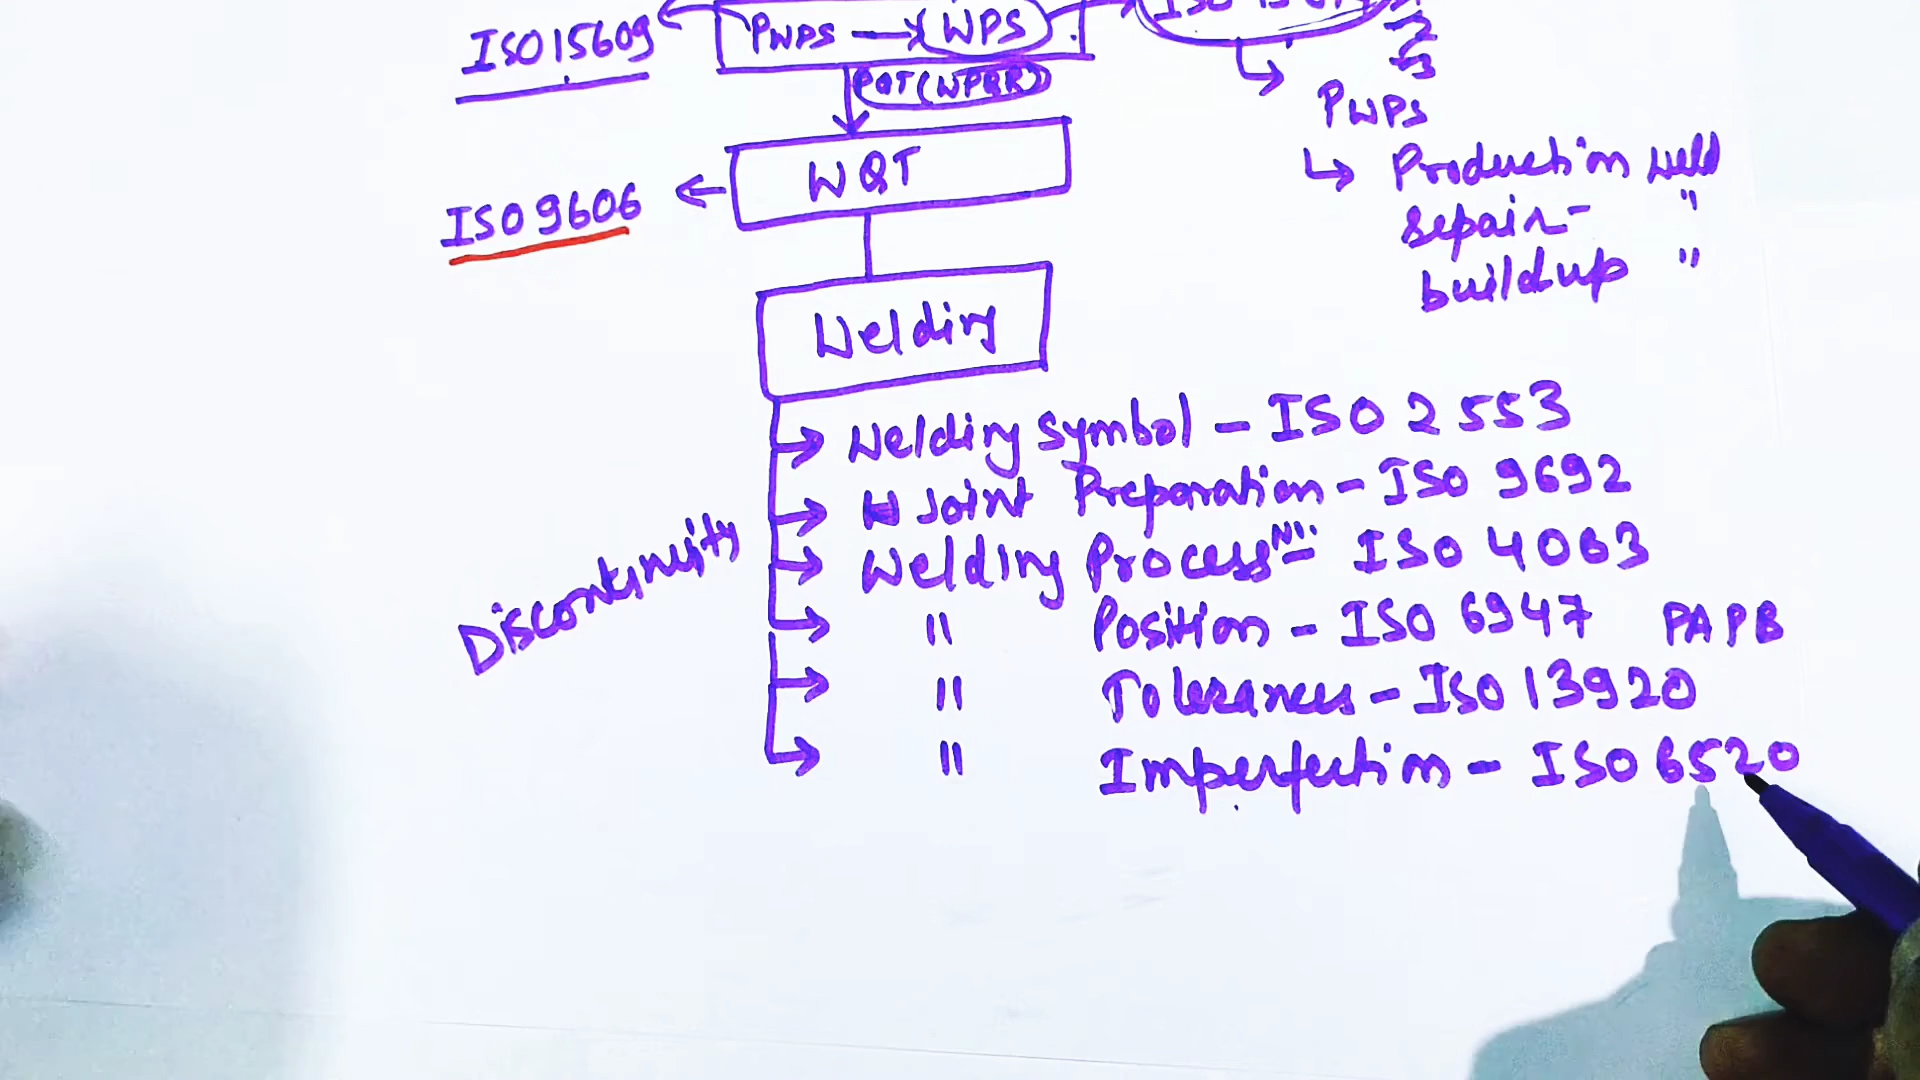 ISO 15609
PWPS → WPS
PQT (WPQR)
PWPS
WQT
↳ Production weld
ISO 9606
repair - "
buildup "
Welding
Welding symbol - ISO 2553
W Joint Preparation - ISO 9692
Welding Process N. - ISO 4063
Discontinuity
" Position - ISO 6947 PA PB
" Tolerances - ISO 13920
" Imperfection - ISO 6520